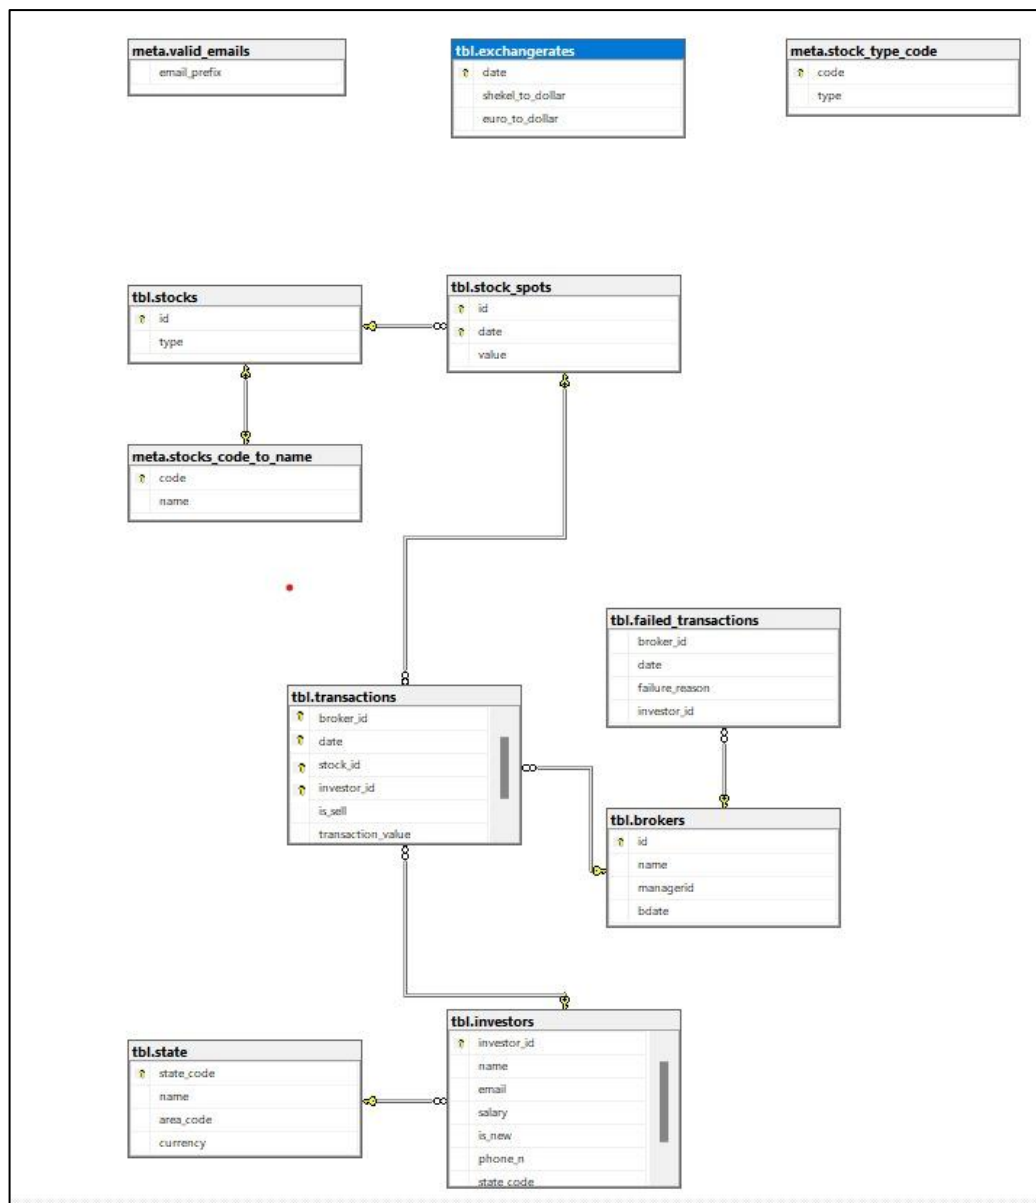 meta.valid_emails
email_prefix
tbl.exchangerates
date
shekel_to_dollar
euro_to_dollar
meta.stock_type_code
code
type
tbl.stocks
id
type
tbl.stock_spots
id
date
value
meta.stocks_code_to_name
code
name
tbl.failed_transactions
broker_id
date
failure_reason
investor_id
tbl.transactions
broker_id
date
stock_id
investor_id
is_sell
transaction_value
tbl.brokers
id
name
managerid
bdate
tbl.state
state_code
name
area_code
currency
tbl.investors
investor_id
name
email
salary
is_new
phone_n
state_code